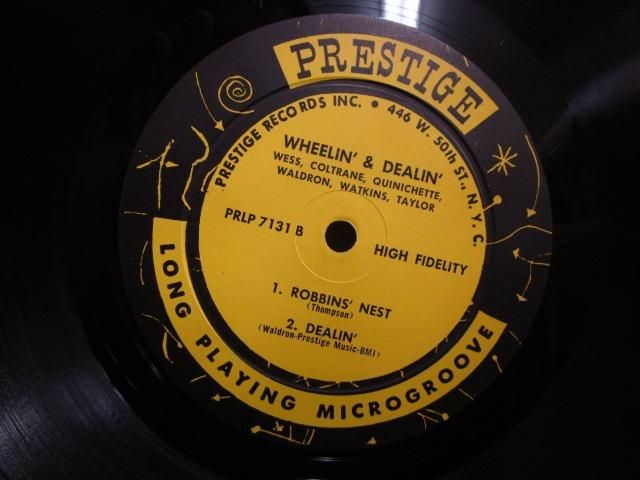 PRESTIGE
PRESTIGE RECORDS INC. • 446 W. 50th ST., N.Y.C.
WHEELIN' & DEALIN'
WESS, COLTRANE, QUINICHETTE,
WALDRON, WATKINS, TAYLOR
PRLP 7131 B
HIGH FIDELITY
1. ROBBINS' NEST
(Thompson)
2. DEALIN'
(Waldron-Prestige Music-BMI)
LONG PLAYING MICROGROOVE